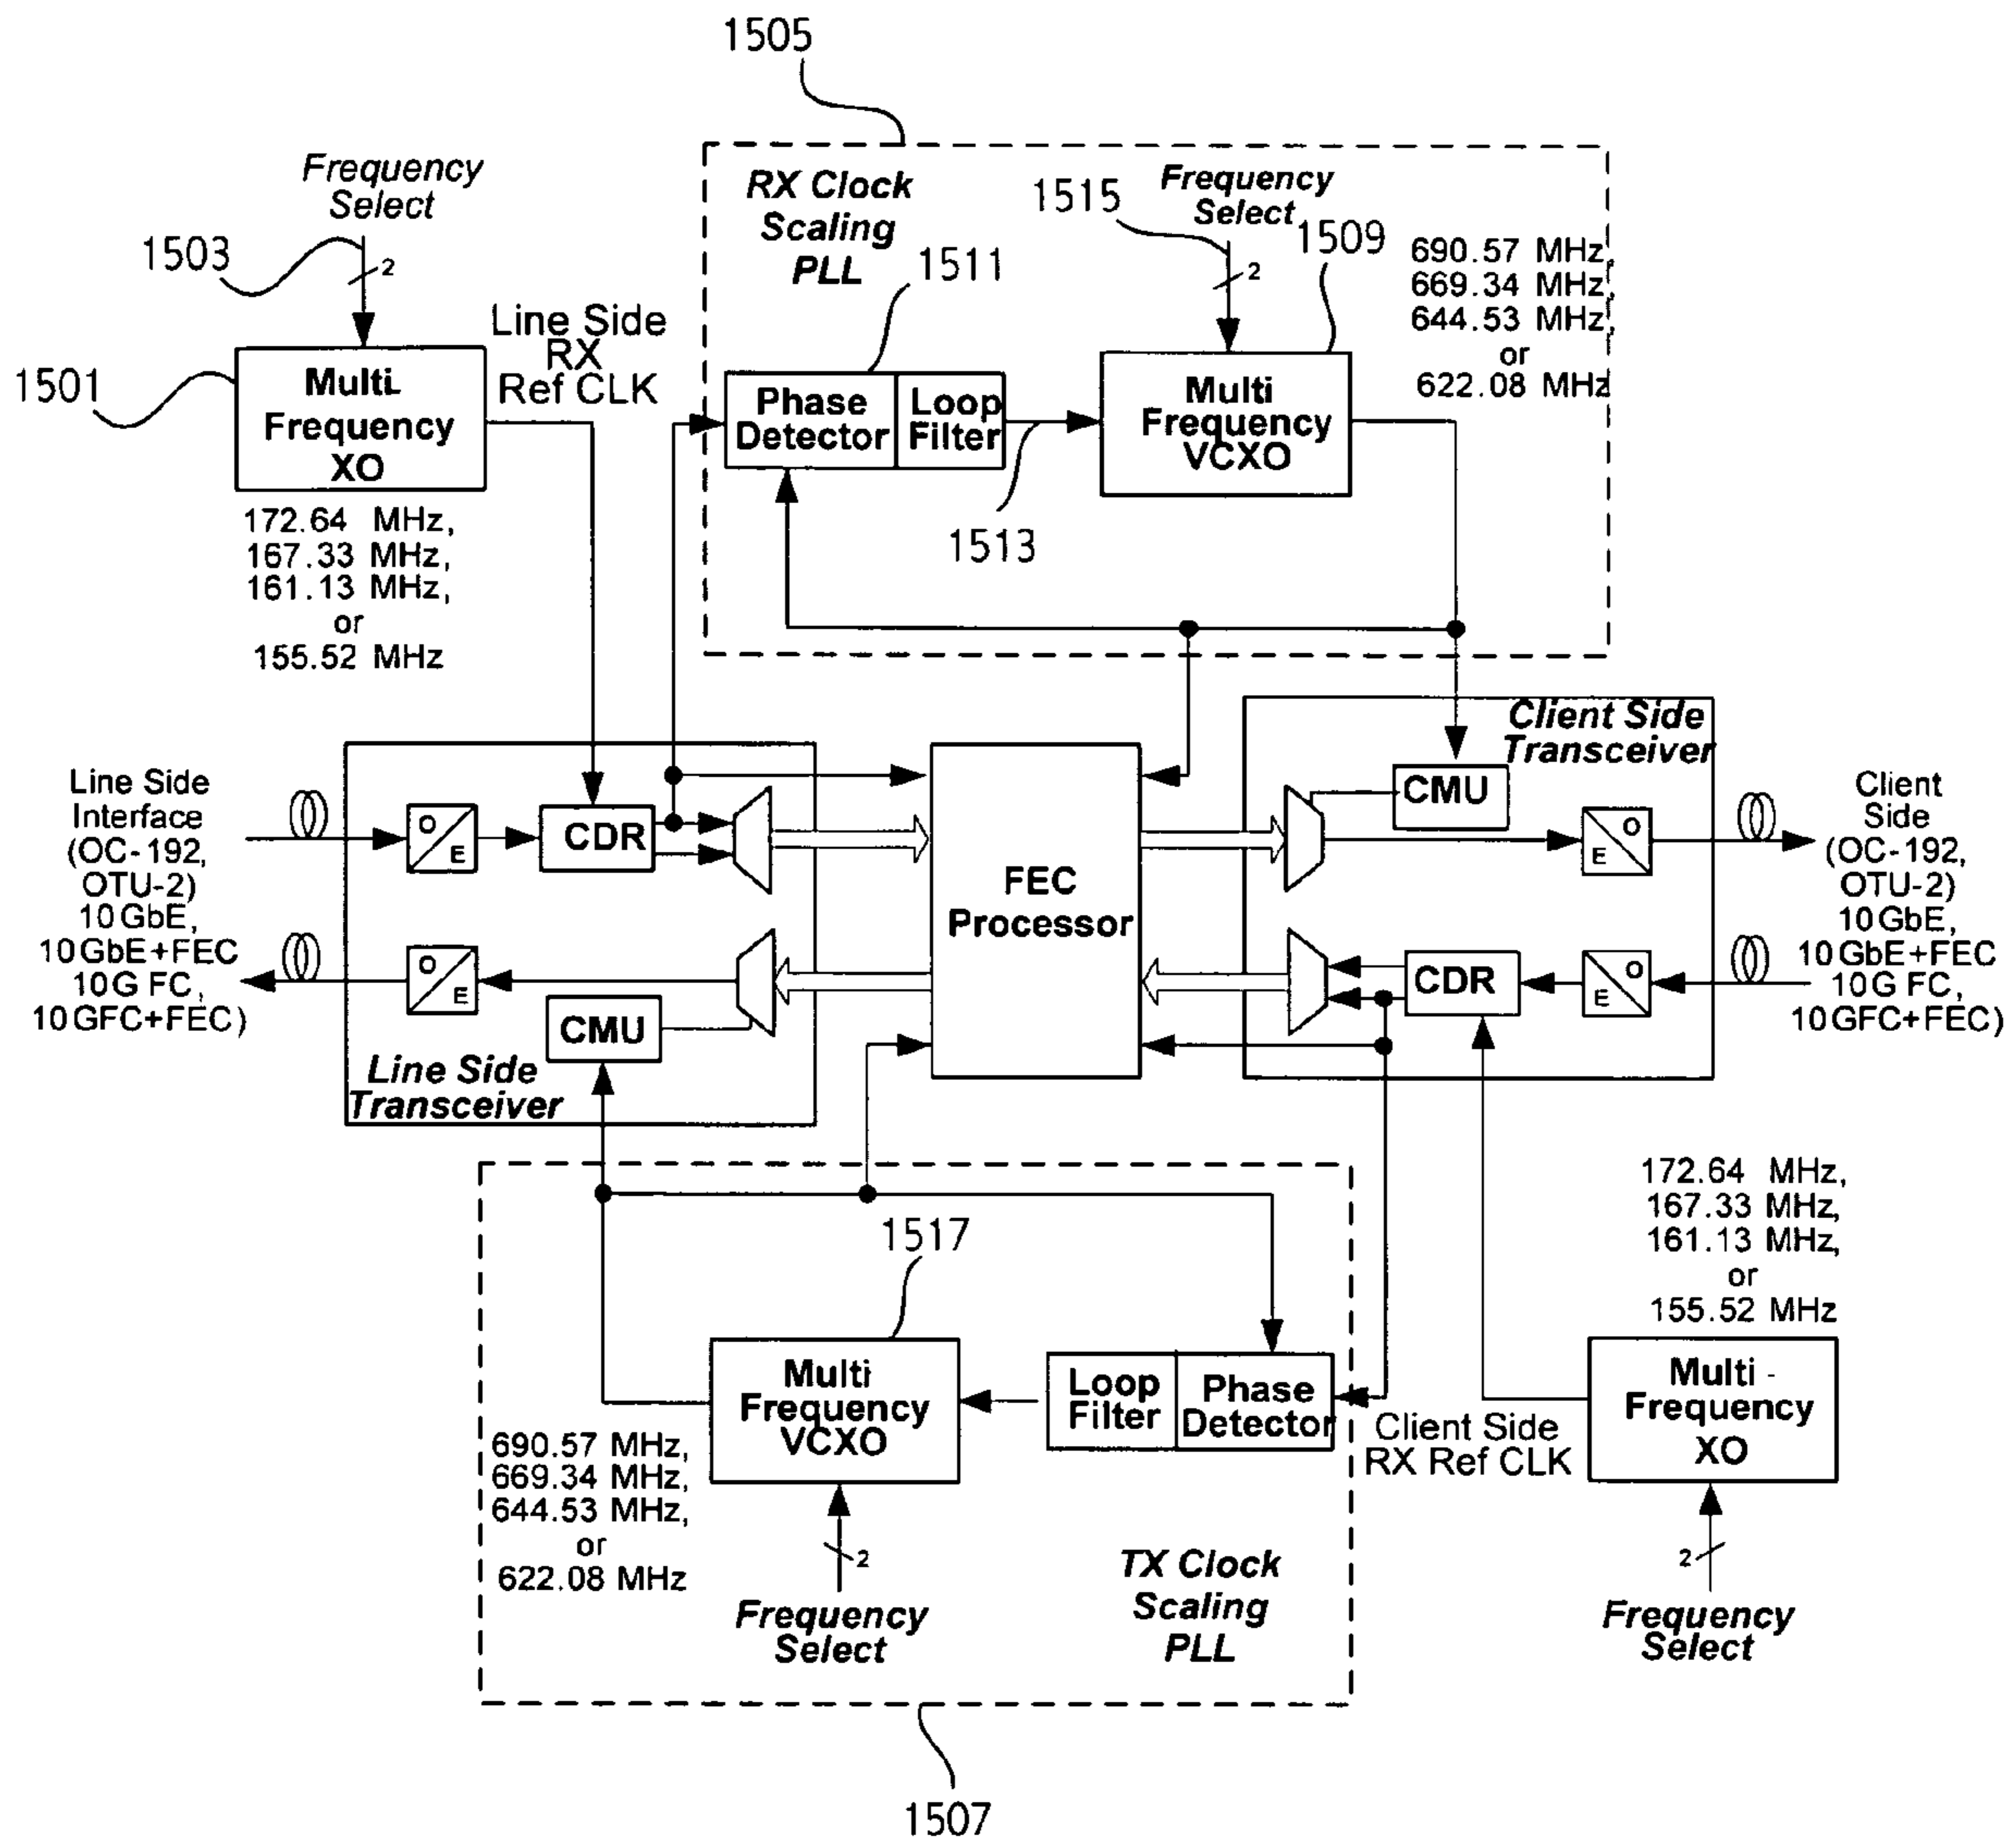 1505
Frequency
Select
1503
2
1501
Multi.
Frequency
XO
172.64 MHz,
167.33 MHz,
161.13 MHz,
or
155.52 MHz
Line Side
RX
Ref CLK
RX Clock
Scaling
PLL
1511
Phase
Detector
Loop
Filter
1513
1515
Frequency
Select
2
1509
Multi
Frequency
VCXO
690.57 MHz,
669.34 MHz,
644.53 MHz,
or
622.08 MHz
Line Side
Interface
(OC-192,
OTU-2)
10GbE,
10GbE+FEC
10G FC,
10GFC+FEC)
O
E
CDR
O
E
CMU
Line Side
Transceiver
FEC
Processor
Client Side
Transceiver
CMU
O
E
CDR
O
E
Client
Side
(OC-192,
OTU-2)
10GbE,
10GbE+FEC
10G FC,
10GFC+FEC)
1517
Multi
Frequency
VCXO
Loop
Filter
Phase
Detector
690.57 MHz,
669.34 MHz,
644.53 MHz,
or
622.08 MHz
2
Frequency
Select
TX Clock
Scaling
PLL
1507
Client Side
RX Ref CLK
172.64 MHz,
167.33 MHz,
161.13 MHz,
or
155.52 MHz
Multi -
Frequency
XO
2
Frequency
Select